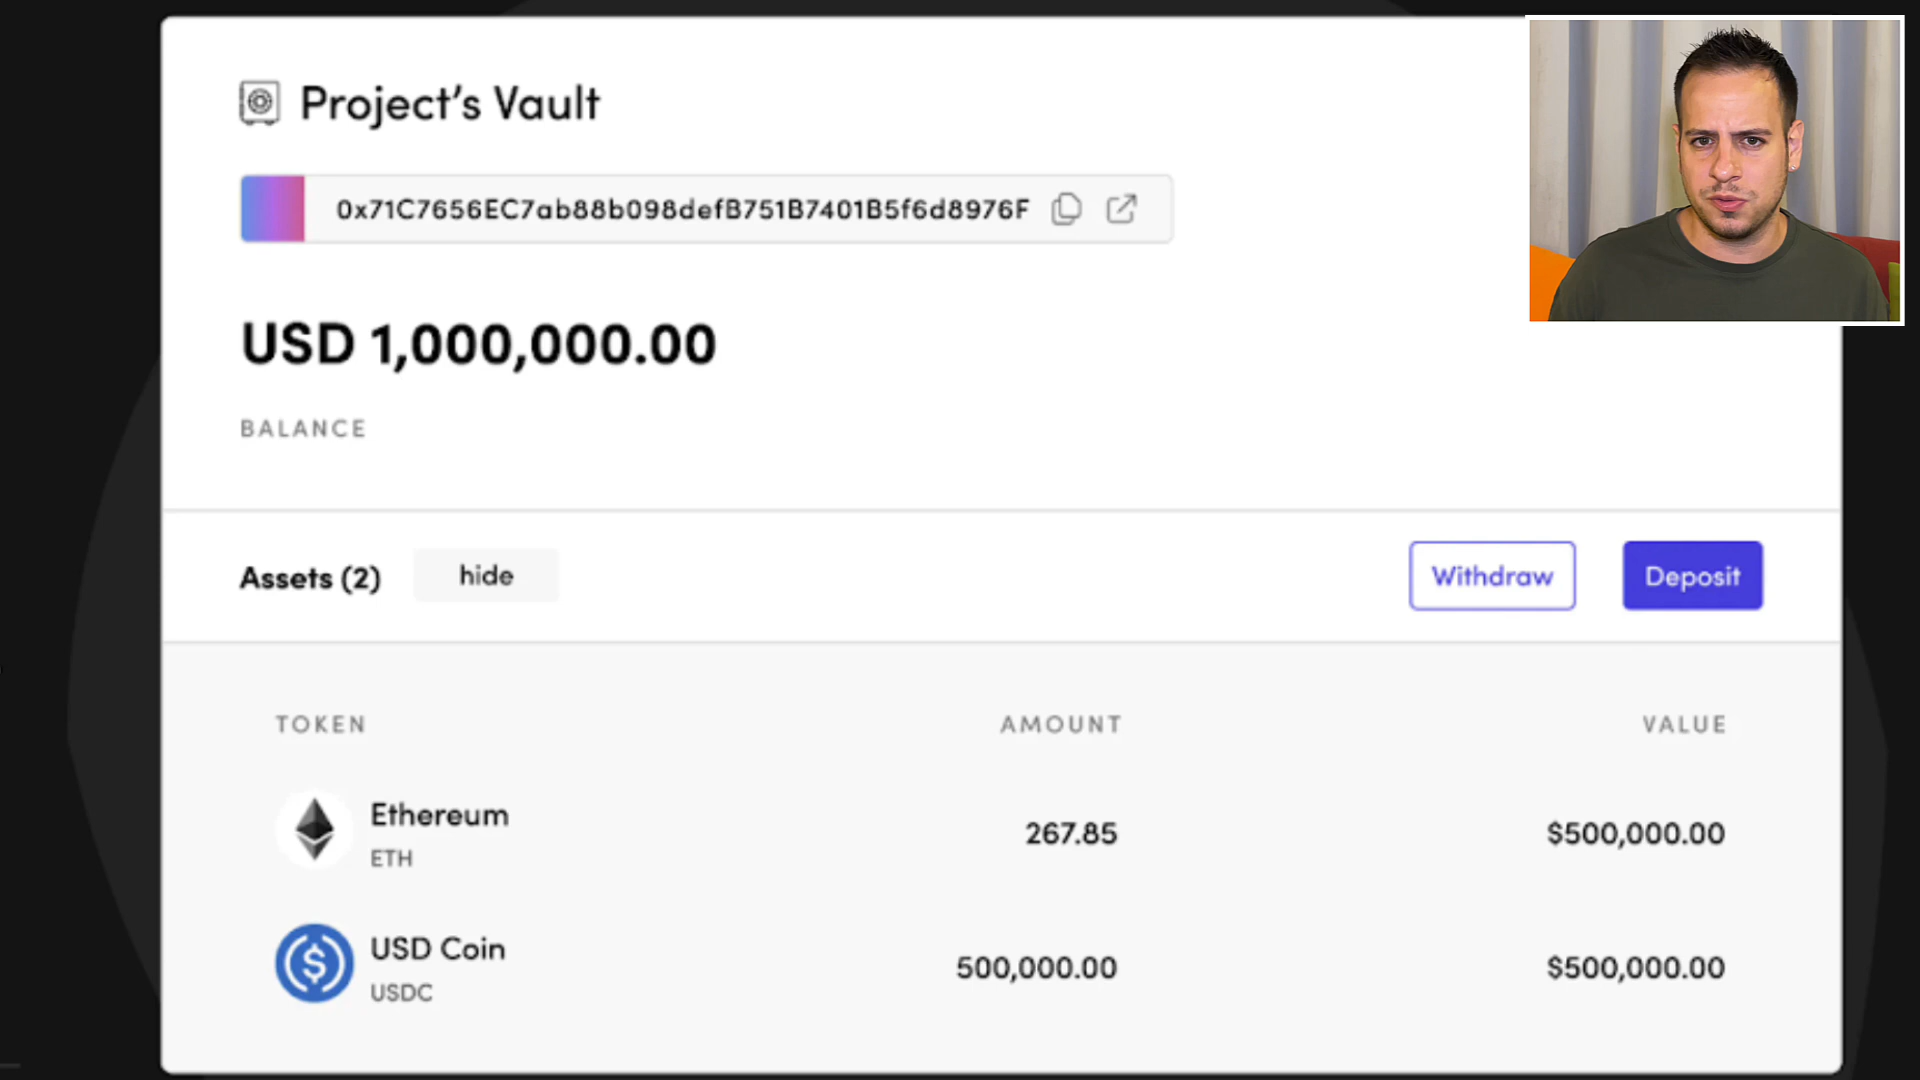 Project's Vault
0x71C7656EC7ab88b098defB751B7401B5f6d8976F
USD 1,000,000.00
BALANCE
Assets (2) hide Withdraw Deposit
TOKEN AMOUNT VALUE
Ethereum
ETH 267.85 $500,000.00
USD Coin
USDC 500,000.00 $500,000.00